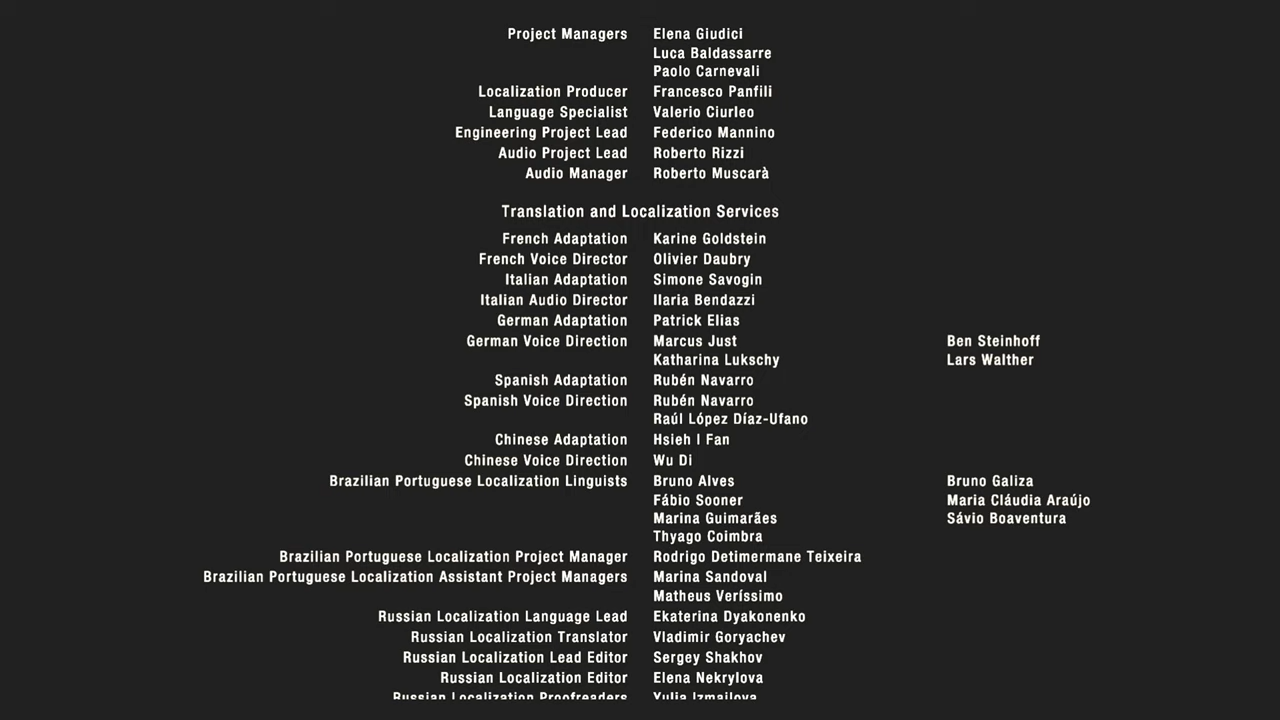 Project Managers Elena Giudici
Luca Baldassarre
Paolo Carnevali
Localization Producer Francesco Panfili
Language Specialist Valerio Ciurleo
Engineering Project Lead Federico Mannino
Audio Project Lead Roberto Rizzi
Audio Manager Roberto Muscarà
Translation and Localization Services
French Adaptation Karine Goldstein
French Voice Director Olivier Daubry
Italian Adaptation Simone Savogin
Italian Audio Director Ilaria Bendazzi
German Adaptation Patrick Elias
German Voice Direction Marcus Just Ben Steinhoff
Katharina Lukschy Lars Walther
Spanish Adaptation Rubén Navarro
Spanish Voice Direction Rubén Navarro
Raúl López Díaz-Ufano
Chinese Adaptation Hsieh I Fan
Chinese Voice Direction Wu Di
Brazilian Portuguese Localization Linguists Bruno Alves Bruno Galiza
Fábio Sooner Maria Cláudia Araújo
Marina Guimarães Sávio Boaventura
Thyago Coimbra
Brazilian Portuguese Localization Project Manager Rodrigo Detimermane Teixeira
Brazilian Portuguese Localization Assistant Project Managers Marina Sandoval
Matheus Veríssimo
Russian Localization Language Lead Ekaterina Dyakonenko
Russian Localization Translator Vladimir Goryachev
Russian Localization Lead Editor Sergey Shakhov
Russian Localization Editor Elena Nekrylova
Russian Localization Proofreaders Yulia Izmailova